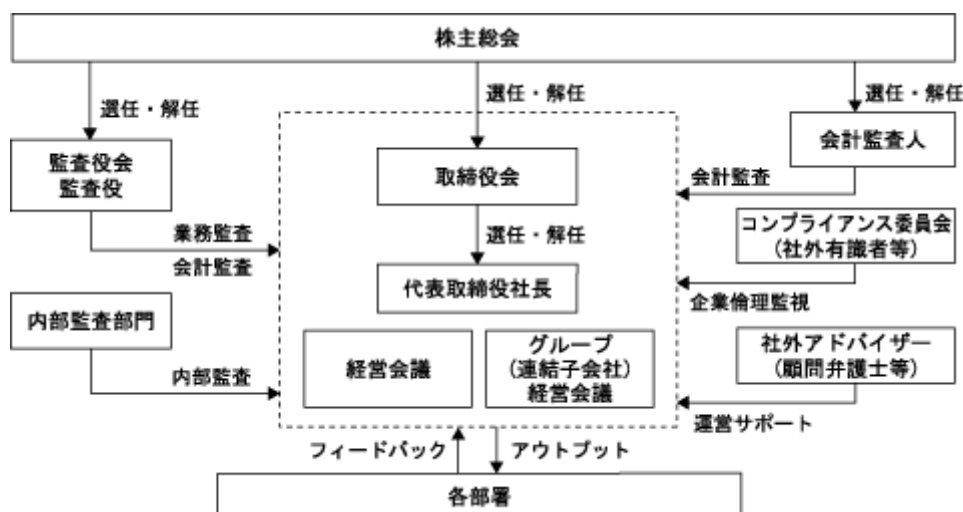 株主総会
選任・解任
選任・解任
選任・解任
監査役会
監査役
取締役会
会計監査人
会計監査
業務監査
会計監査
選任・解任
コンプライアンス委員会
(社外有識者等)
代表取締役社長
企業倫理監視
内部監査部門
経営会議
グループ
(連結子会社)
経営会議
社外アドバイザー
(顧問弁護士等)
内部監査
運営サポート
フィードバック
アウトプット
各部署